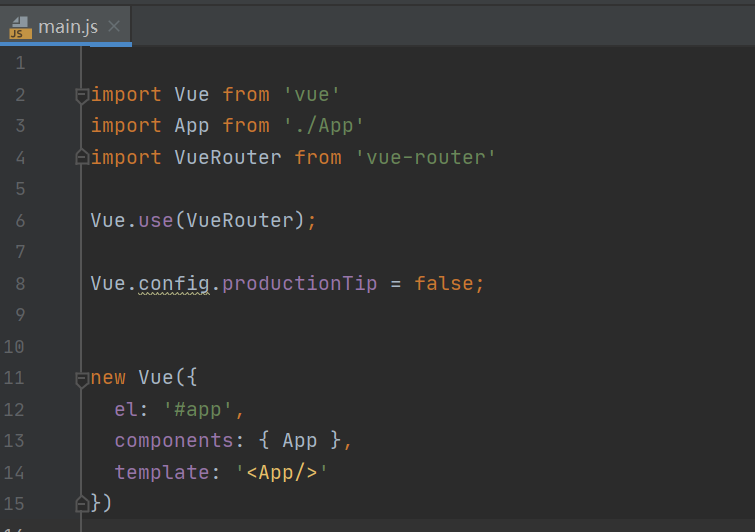 main.js
JS
1
2 import Vue from 'vue'
3 import App from './App'
4 import VueRouter from 'vue-router'
5
6 Vue.use(VueRouter);
7
8 Vue.config.productionTip = false;
9
10
11 new Vue({
12   el: '#app',
13   components: { App },
14   template: '<App/>'
15 })